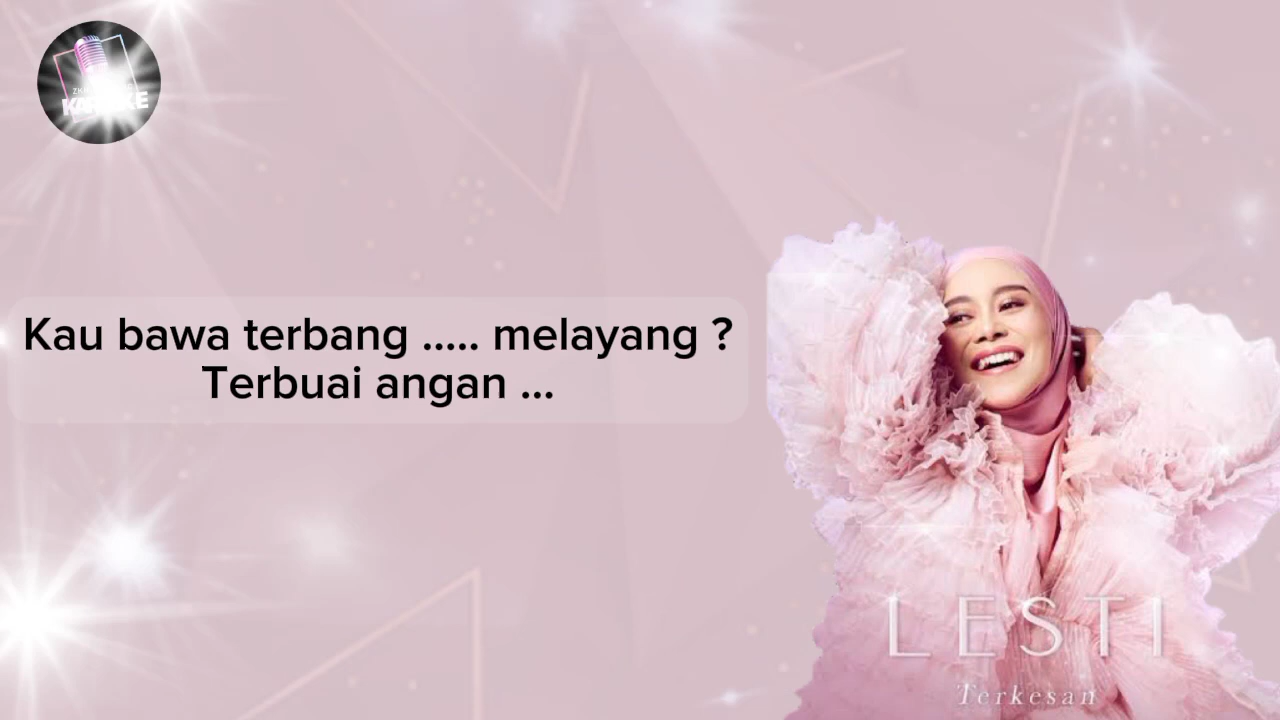 Kau bawa terbang ..... melayang ?
Terbuai angan ...
LESTI
Terkesan